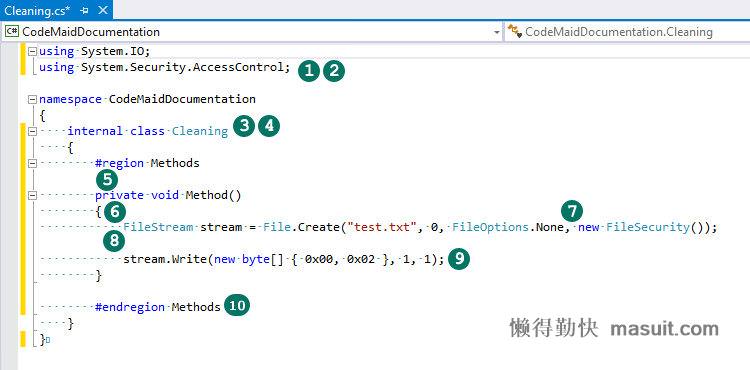 Cleaning.cs*
C# CodeMaidDocumentation
CodeMaidDocumentation.Cleaning
using System.IO;
using System.Security.AccessControl; 1 2
namespace CodeMaidDocumentation
{
internal class Cleaning 3 4
{
#region Methods
5
private void Method()
{ 6
7
FileStream stream = File.Create("test.txt", 0, FileOptions.None, new FileSecurity());
8
stream.Write(new byte[] { 0x00, 0x02 }, 1, 1); 9
}
#endregion Methods 10
}
}
懒得勤快 masuit.com